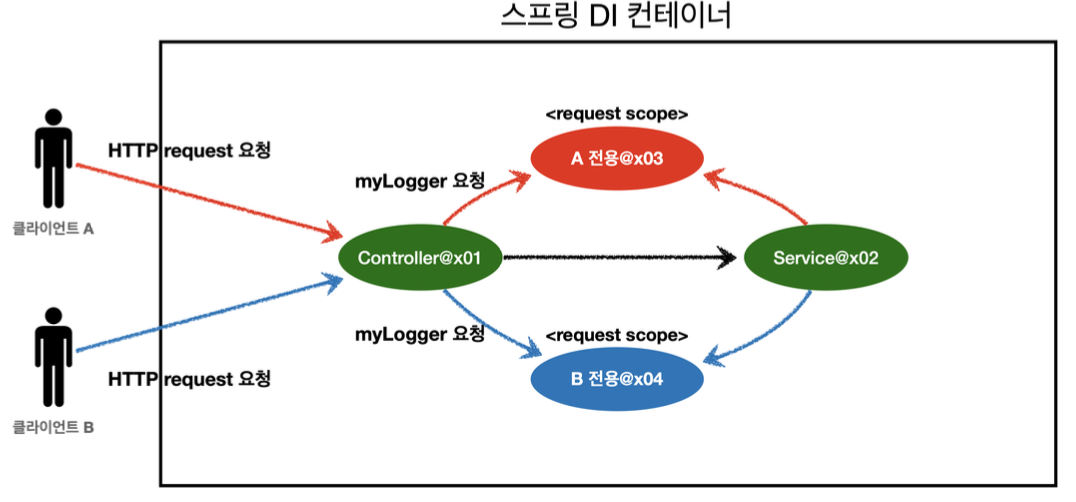 스프링 DI 컨테이너
<request scope>
HTTP request 요청
A 전용@x03
myLogger 요청
클라이언트 A
Controller@x01
Service@x02
myLogger 요청
<request scope>
HTTP request 요청
B 전용@x04
클라이언트 B